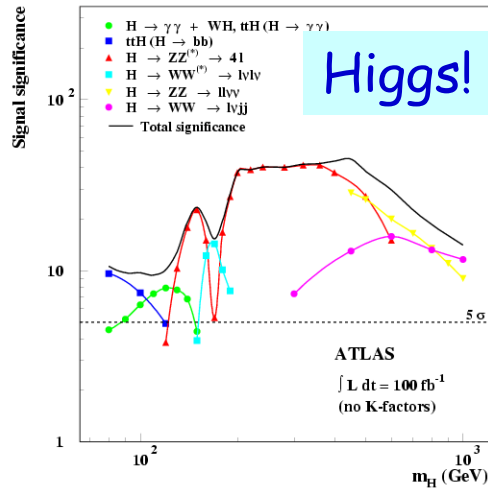 Signal significance
H → γγ + WH, ttH (H → γγ)
ttH (H → bb)
H → ZZ(*) → 4l
H → WW(*) → lνlν
H → ZZ → llνν
H → WW → lνjj
Total significance
Higgs!
10²
10
1
5 σ
ATLAS
∫ L dt = 100 fb⁻¹
(no K-factors)
10²
10³
m_H (GeV)